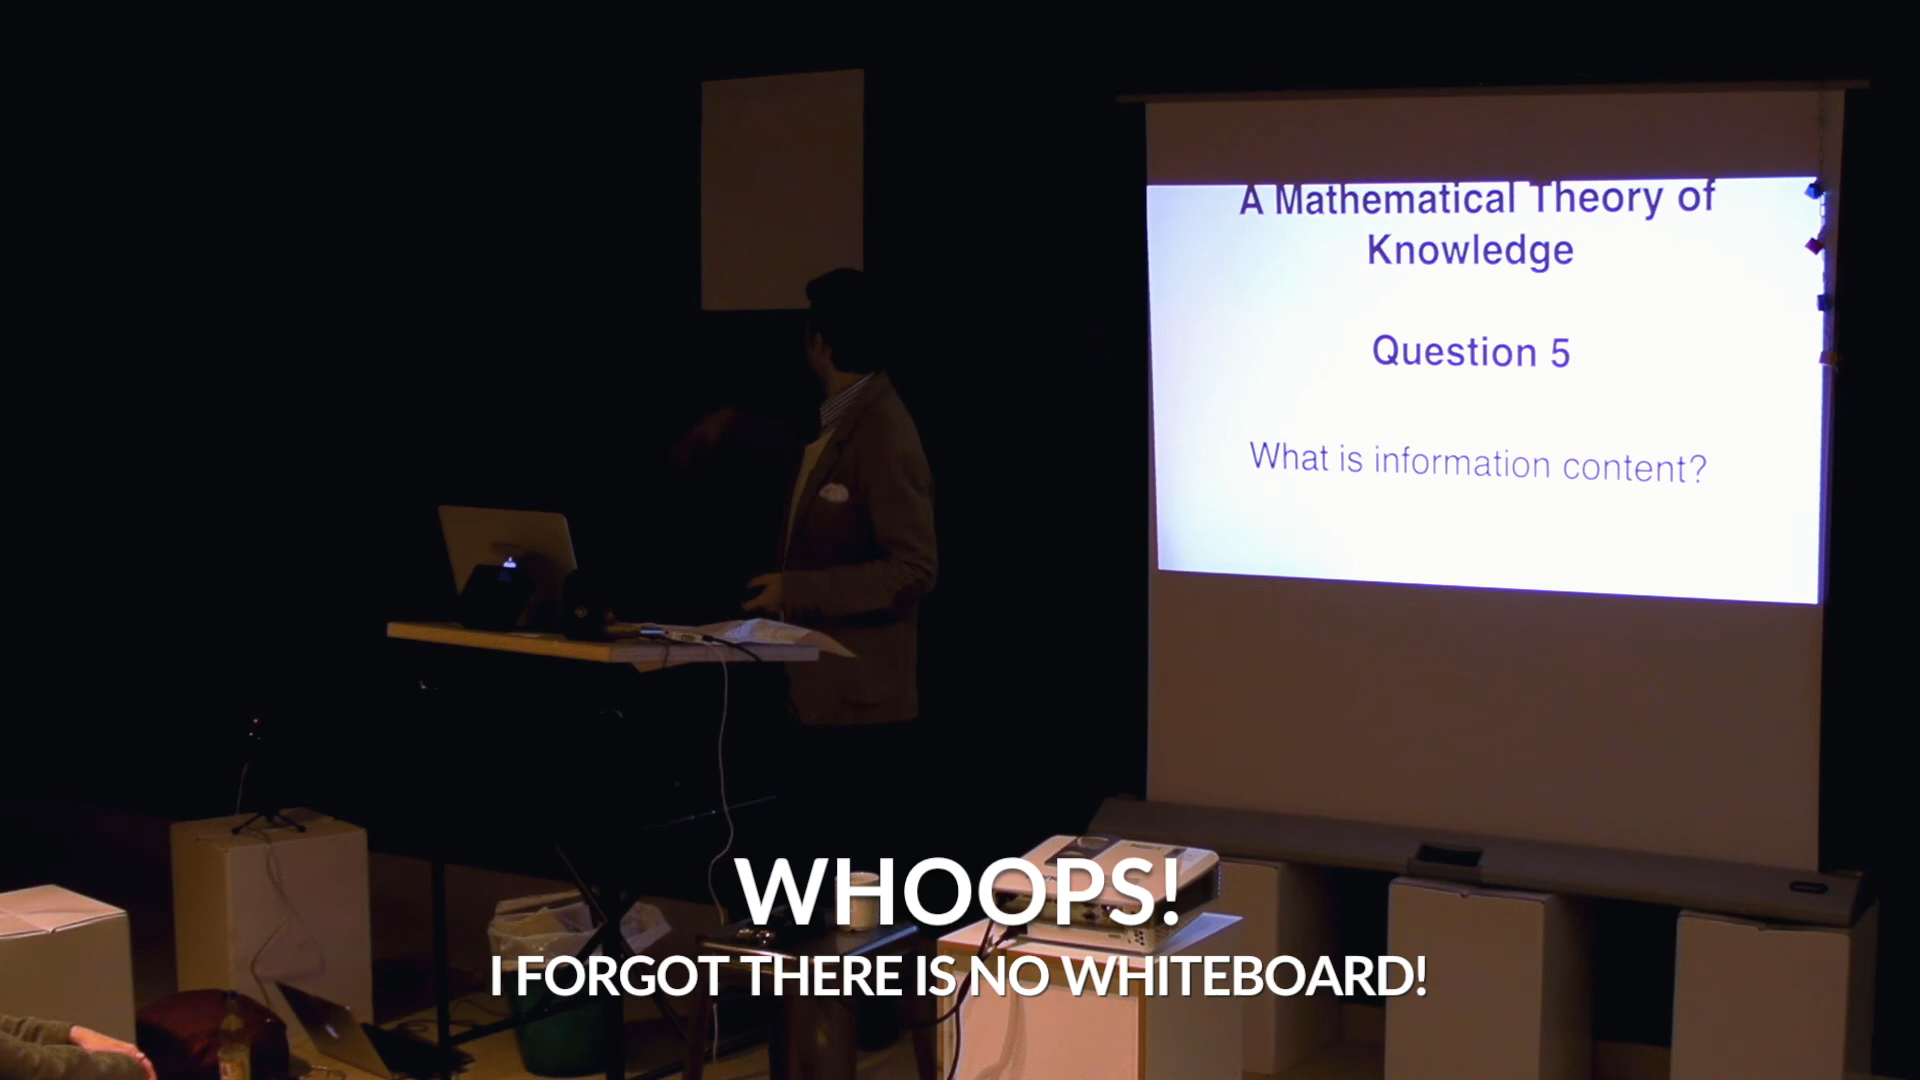 A Mathematical Theory of
Knowledge
Question 5
What is information content?
WHOOPS!
I FORGOT THERE IS NO WHITEBOARD!